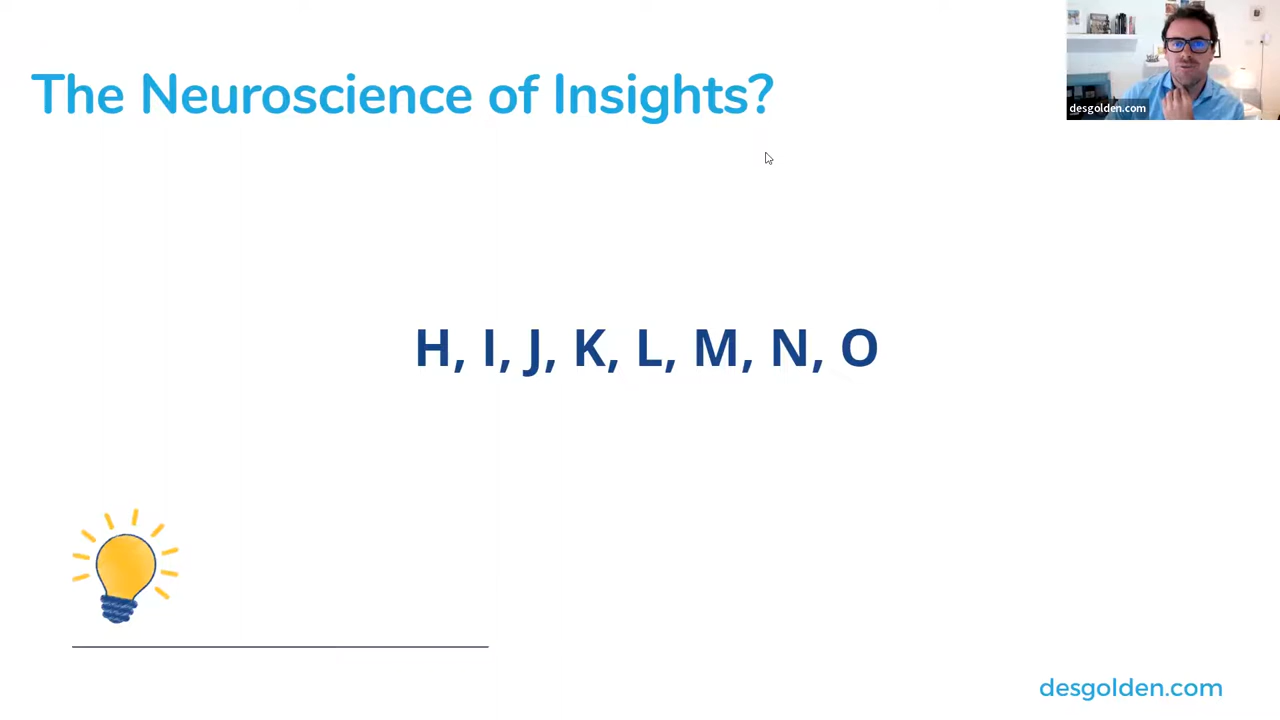 The Neuroscience of Insights?
desgolden.com
H, I, J, K, L, M, N, O
desgolden.com